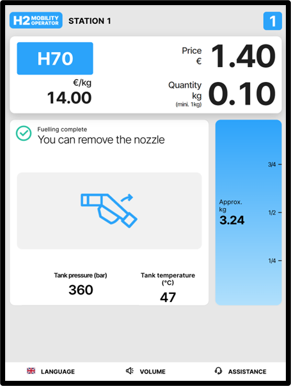 H2 MOBILITY OPERATOR STATION 1 1
H70
€/kg
14.00
Price
€
1.40
Quantity
kg
(mini. 1kg)
0.10
Fuelling complete
You can remove the nozzle
Tank pressure (bar)
360
Tank temperature
(°C)
47
3/4
Approx.
kg
3.24
1/2
1/4
LANGUAGE VOLUME ASSISTANCE